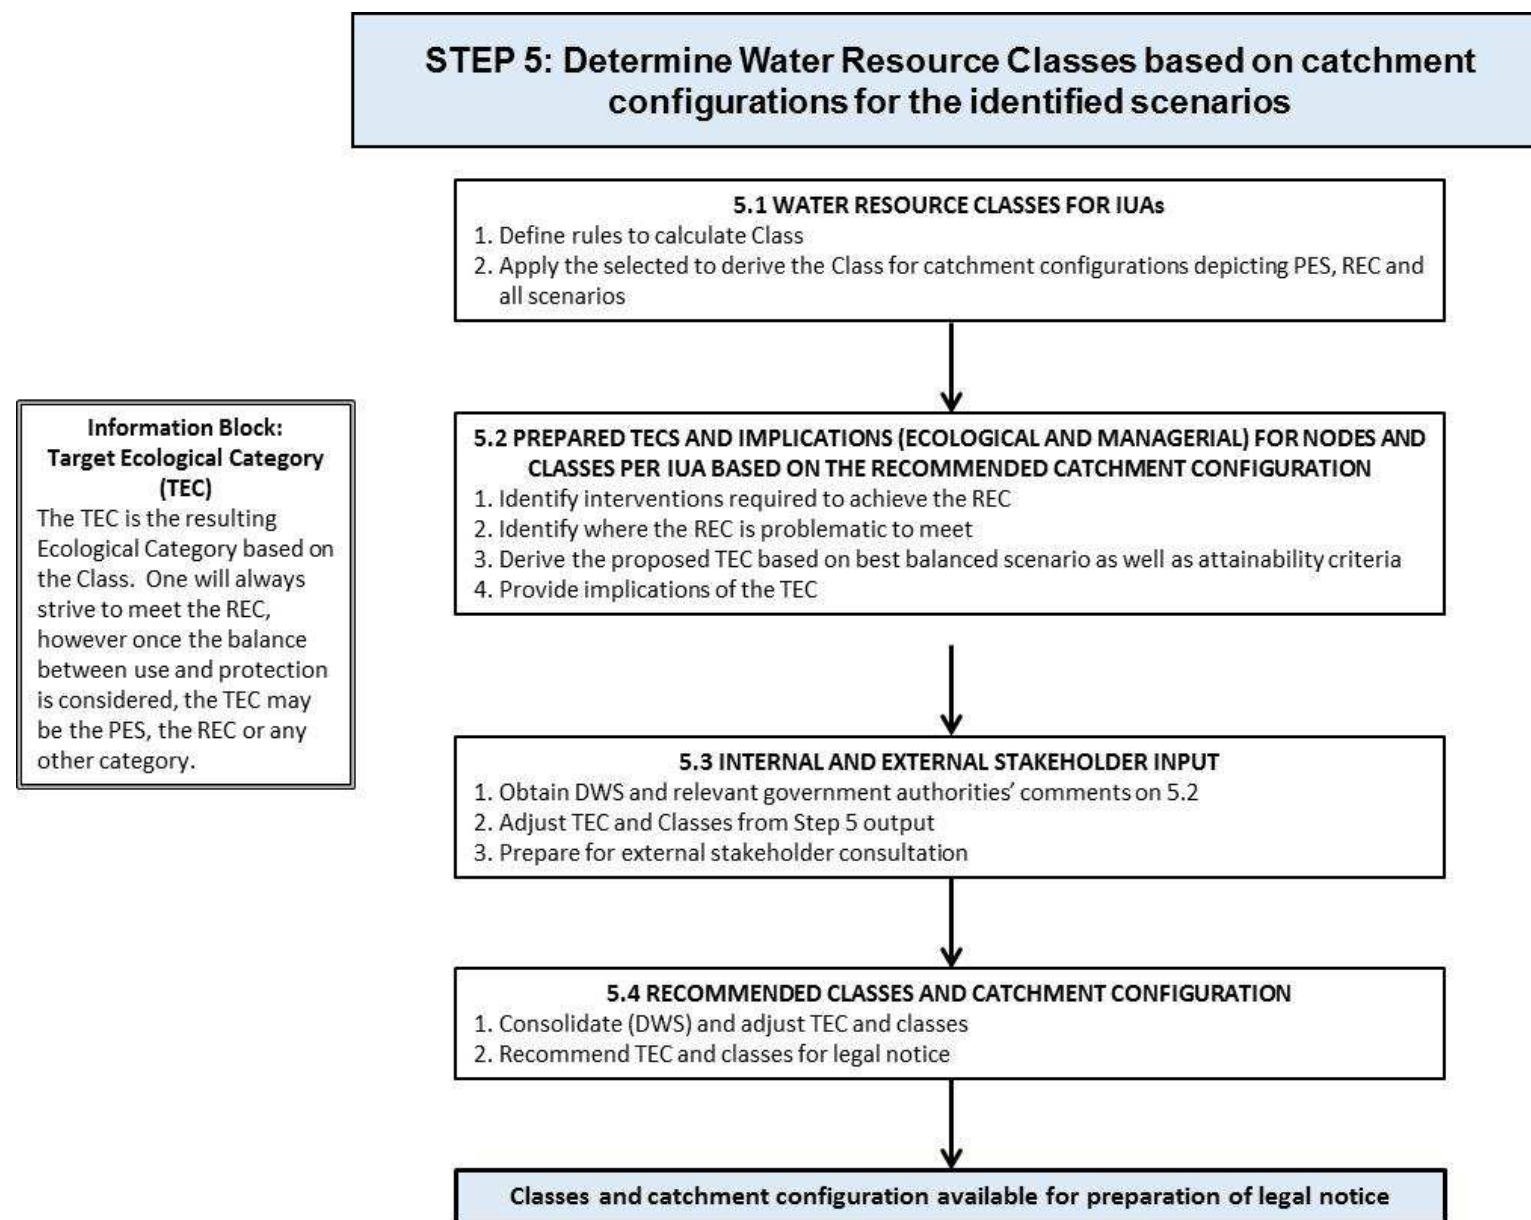 STEP 5: Determine Water Resource Classes based on catchment
configurations for the identified scenarios
5.1 WATER RESOURCE CLASSES FOR IUAs
1. Define rules to calculate Class
2. Apply the selected to derive the Class for catchment configurations depicting PES, REC and
all scenarios
Information Block:
Target Ecological Category
(TEC)
The TEC is the resulting
Ecological Category based on
the Class. One will always
strive to meet the REC,
however once the balance
between use and protection
is considered, the TEC may
be the PES, the REC or any
other category.
5.2 PREPARED TECS AND IMPLICATIONS (ECOLOGICAL AND MANAGERIAL) FOR NODES AND
CLASSES PER IUA BASED ON THE RECOMMENDED CATCHMENT CONFIGURATION
1. Identify interventions required to achieve the REC
2. Identify where the REC is problematic to meet
3. Derive the proposed TEC based on best balanced scenario as well as attainability criteria
4. Provide implications of the TEC
5.3 INTERNAL AND EXTERNAL STAKEHOLDER INPUT
1. Obtain DWS and relevant government authorities’ comments on 5.2
2. Adjust TEC and Classes from Step 5 output
3. Prepare for external stakeholder consultation
5.4 RECOMMENDED CLASSES AND CATCHMENT CONFIGURATION
1. Consolidate (DWS) and adjust TEC and classes
2. Recommend TEC and classes for legal notice
Classes and catchment configuration available for preparation of legal notice